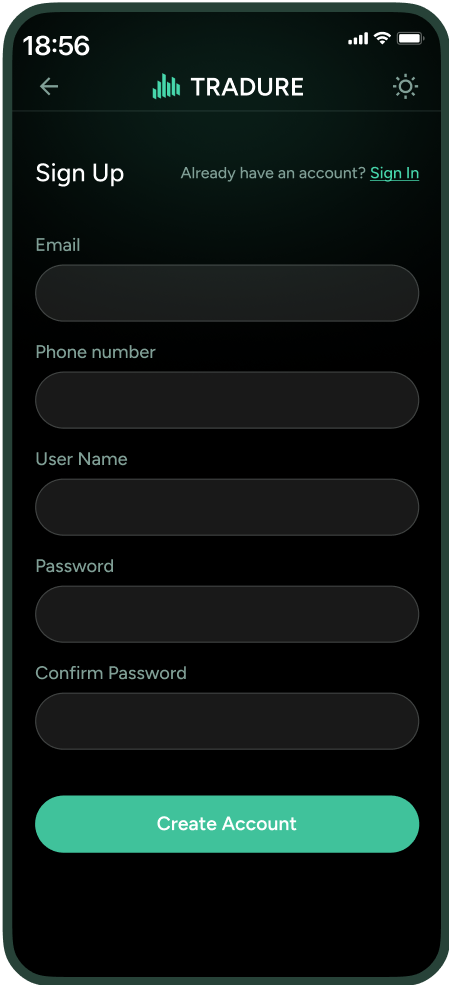 18:56
TRADURE
Sign Up
Already have an account? Sign In
Email
Phone number
User Name
Password
Confirm Password
Create Account